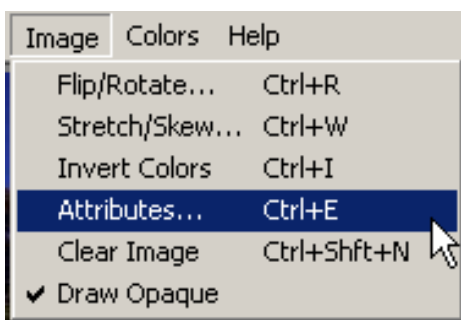 Image Colors Help
Flip/Rotate... Ctrl+R
Stretch/Skew... Ctrl+W
Invert Colors Ctrl+I
Attributes... Ctrl+E
Clear Image Ctrl+Shft+N
✔ Draw Opaque